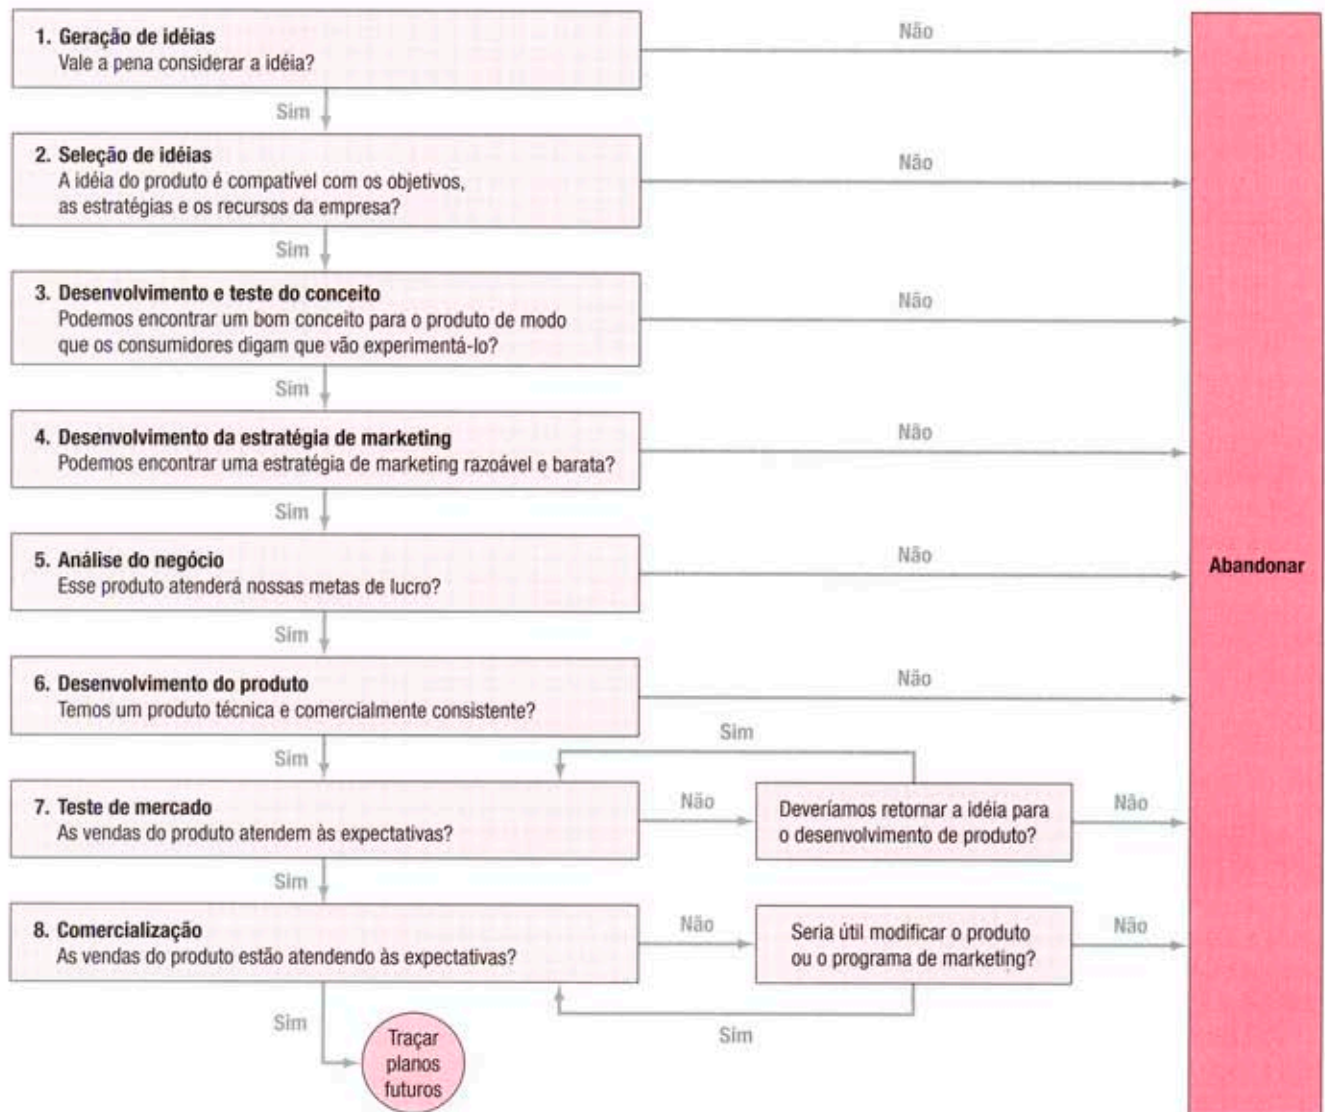 1. Geração de idéias
Vale a pena considerar a idéia?
Não
Sim
2. Seleção de idéias
A idéia do produto é compatível com os objetivos,
as estratégias e os recursos da empresa?
Não
Sim
3. Desenvolvimento e teste do conceito
Podemos encontrar um bom conceito para o produto de modo
que os consumidores digam que vão experimentá-lo?
Não
Sim
4. Desenvolvimento da estratégia de marketing
Podemos encontrar uma estratégia de marketing razoável e barata?
Não
Sim
5. Análise do negócio
Esse produto atenderá nossas metas de lucro?
Não
Abandonar
Sim
6. Desenvolvimento do produto
Temos um produto técnica e comercialmente consistente?
Não
Sim
Sim
7. Teste de mercado
As vendas do produto atendem às expectativas?
Não
Deveríamos retornar a idéia para
o desenvolvimento de produto?
Não
Sim
8. Comercialização
As vendas do produto estão atendendo às expectativas?
Não
Seria útil modificar o produto
ou o programa de marketing?
Não
Sim
Sim
Traçar
planos
futuros